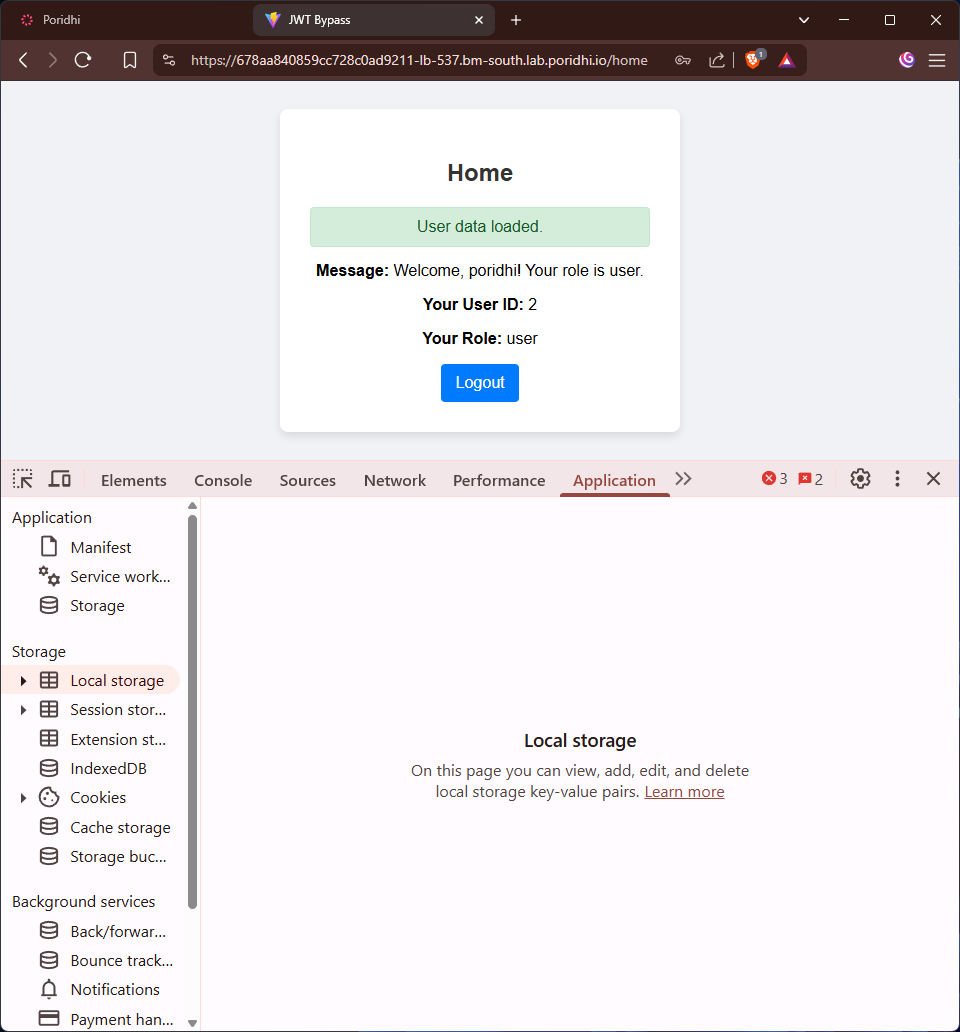 Poridhi
JWT Bypass
https://678aa840859cc728c0ad9211-lb-537.bm-south.lab.poridhi.io/home
1
Home
User data loaded.
Message: Welcome, poridhi! Your role is user.
Your User ID: 2
Your Role: user
Logout
Elements Console Sources Network Performance Application 3 2
Application
Manifest
Service work...
Storage
Storage
Local storage
Session stor...
Extension st...
IndexedDB
Cookies
Cache storage
Storage buc...
Background services
Back/forwar...
Bounce track...
Notifications
Payment han...
Local storage
On this page you can view, add, edit, and delete
local storage key-value pairs. Learn more